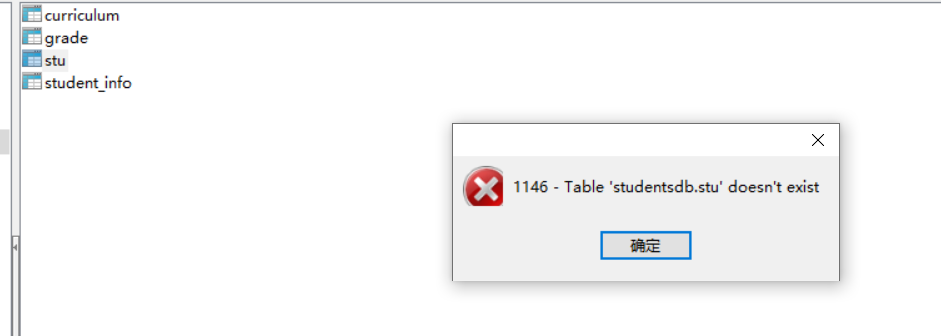 curriculum
grade
stu
student_info
1146 - Table 'studentsdb.stu' doesn't exist
确定